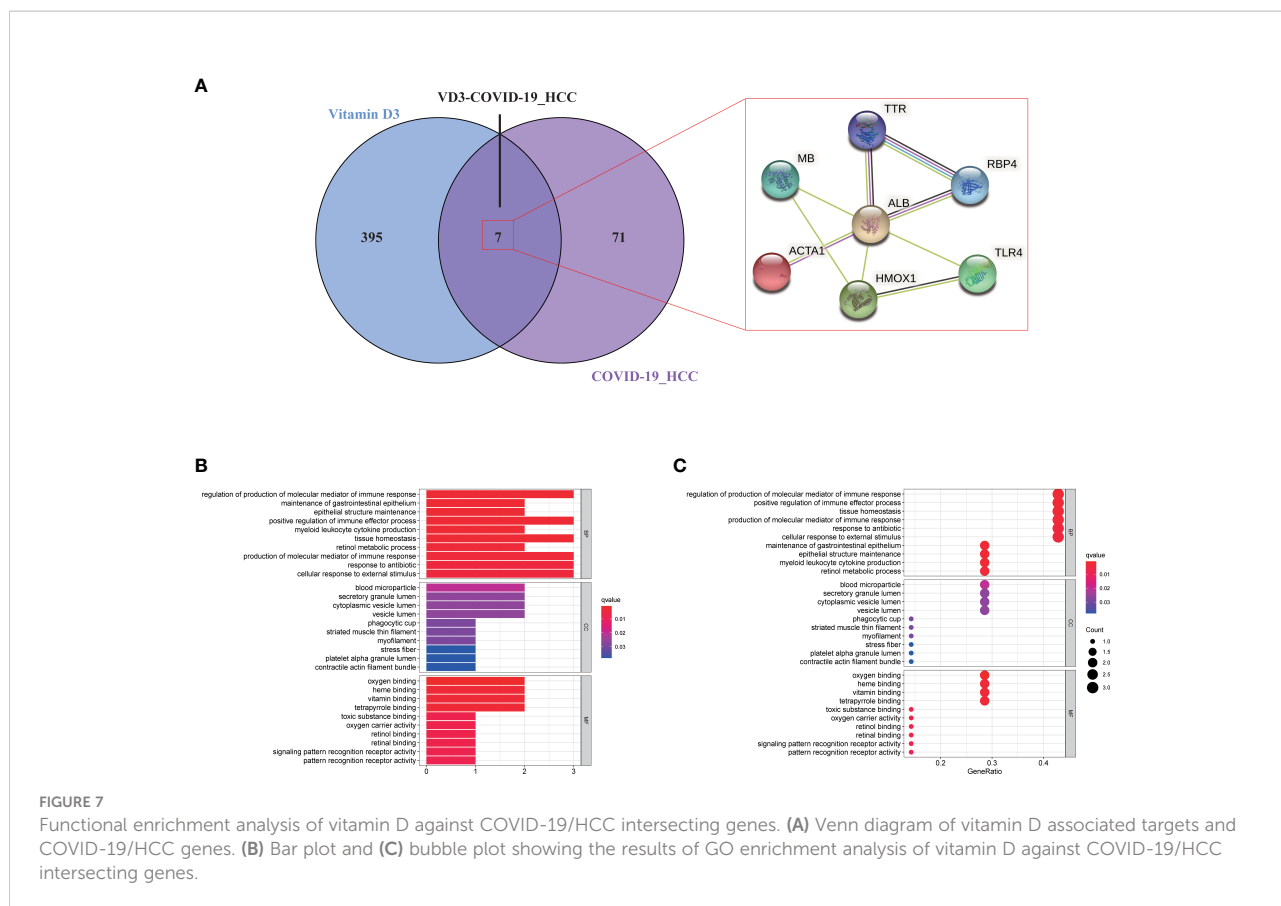 A
Vitamin D3
VD3-COVID-19_HCC
395
7
71
COVID-19_HCC
TTR
MB
RBP4
ALB
ACTA1
TLR4
HMOX1
B
regulation of production of molecular mediator of immune response
maintenance of gastrointestinal epithelium
epithelial structure maintenance
positive regulation of immune effector process
myeloid leukocyte cytokine production
tissue homeostasis
retinol metabolic process
production of molecular mediator of immune response
response to antibiotic
cellular response to external stimulus
BP
blood microparticle
secretory granule lumen
cytoplasmic vesicle lumen
vesicle lumen
phagocytic cup
striated muscle thin filament
myofilament
stress fiber
platelet alpha granule lumen
contractile actin filament bundle
CC
oxygen binding
heme binding
vitamin binding
tetrapyrrole binding
toxic substance binding
oxygen carrier activity
retinol binding
retinal binding
signaling pattern recognition receptor activity
pattern recognition receptor activity
MF
0 1 2 3
qvalue
0.01
0.02
0.03
C
regulation of production of molecular mediator of immune response
positive regulation of immune effector process
tissue homeostasis
production of molecular mediator of immune response
response to antibiotic
cellular response to external stimulus
maintenance of gastrointestinal epithelium
epithelial structure maintenance
myeloid leukocyte cytokine production
retinol metabolic process
BP
blood microparticle
secretory granule lumen
cytoplasmic vesicle lumen
vesicle lumen
phagocytic cup
striated muscle thin filament
myofilament
stress fiber
platelet alpha granule lumen
contractile actin filament bundle
CC
oxygen binding
heme binding
vitamin binding
tetrapyrrole binding
toxic substance binding
oxygen carrier activity
retinol binding
retinal binding
signaling pattern recognition receptor activity
pattern recognition receptor activity
MF
0.2 0.3 0.4
GeneRatio
qvalue
0.01
0.02
0.03
Count
1.0
1.5
2.0
2.5
3.0
FIGURE 7
Functional enrichment analysis of vitamin D against COVID-19/HCC intersecting genes. (A) Venn diagram of vitamin D associated targets and
COVID-19/HCC genes. (B) Bar plot and (C) bubble plot showing the results of GO enrichment analysis of vitamin D against COVID-19/HCC
intersecting genes.